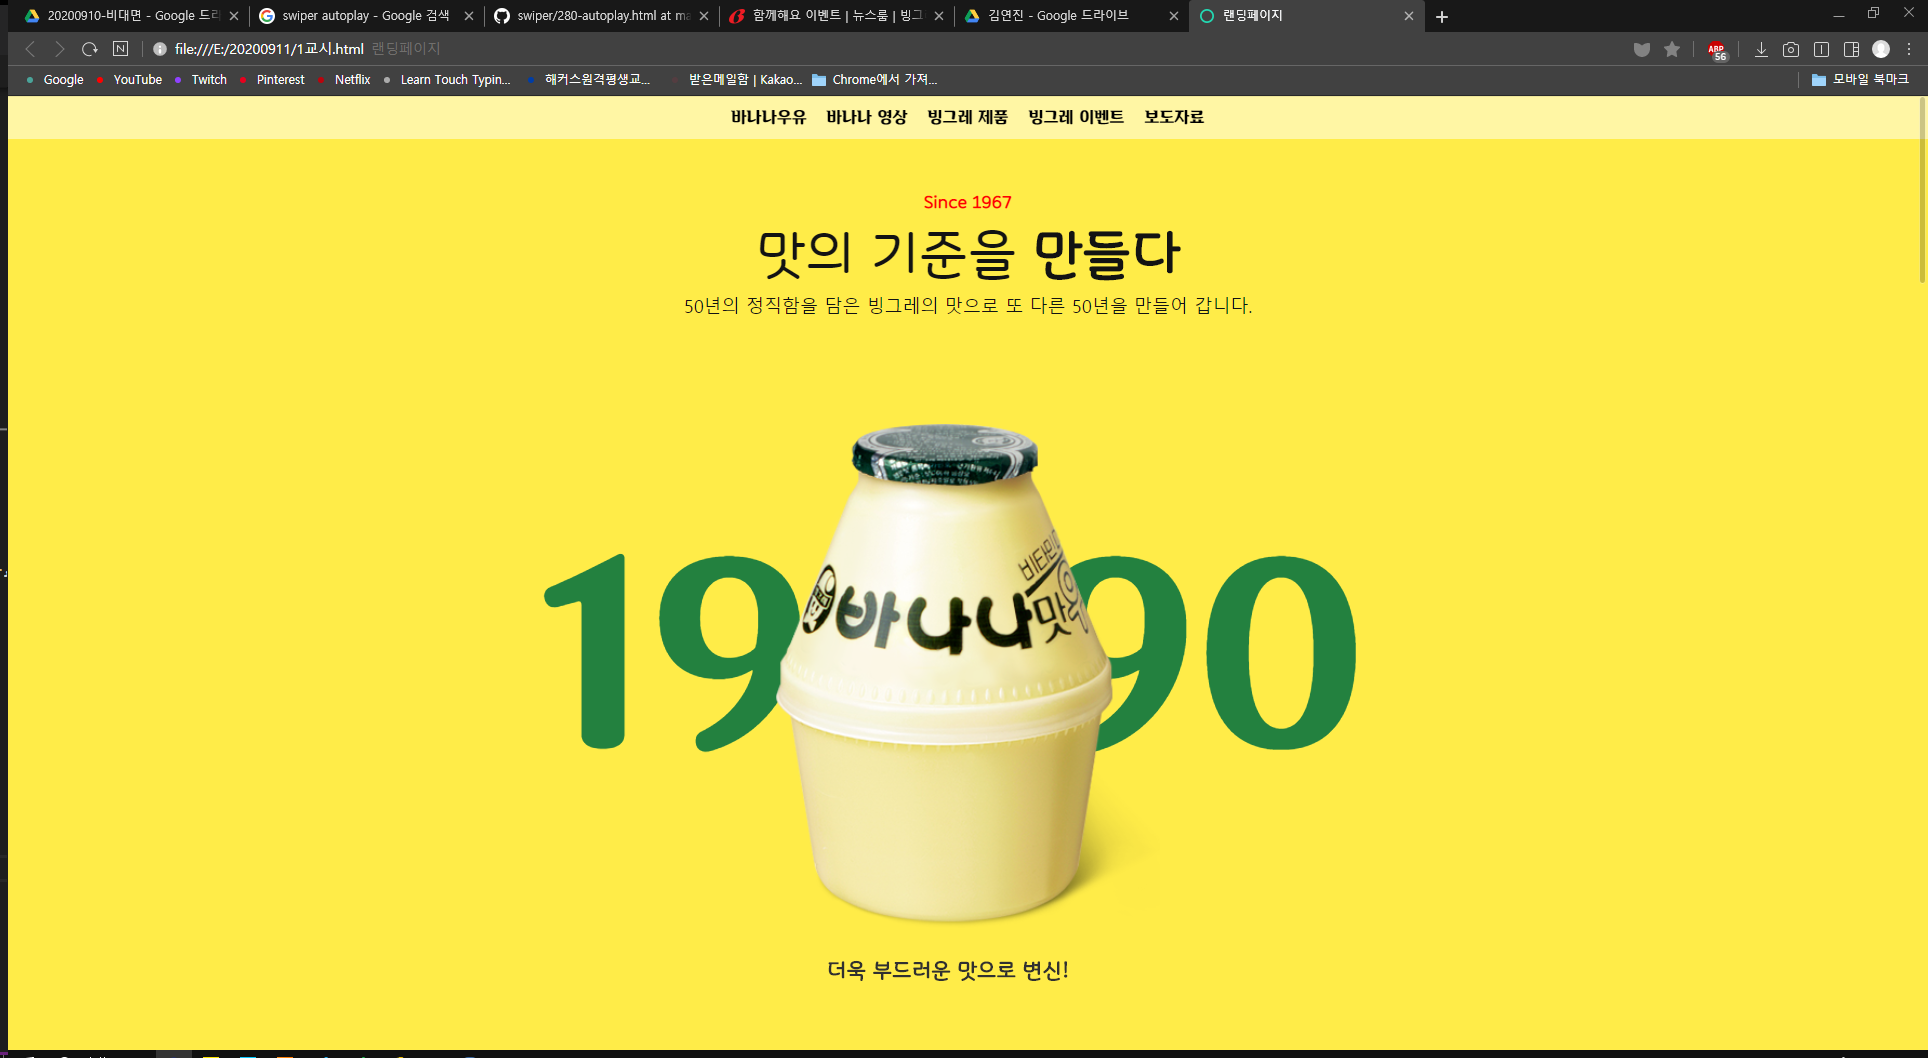 20200910-비대면 - Google 드라
swiper autoplay - Google 검색
swiper/280-autoplay.html at ma
함께해요 이벤트 | 뉴스룸 | 빙그
김연진 - Google 드라이브
랜딩페이지
file:///E:/20200911/1교시.html 랜딩페이지
ABP
56
Google
YouTube
Twitch
Pinterest
Netflix
Learn Touch Typin...
해커스원격평생교...
받은메일함 | Kakao...
Chrome에서 가져...
모바일 북마크
바나나우유
바나나 영상
빙그레 제품
빙그레 이벤트
보도자료
Since 1967
맛의 기준을 만들다
50년의 정직함을 담은 빙그레의 맛으로 또 다른 50년을 만들어 갑니다.
19 90
바나나맛우
더욱 부드러운 맛으로 변신!